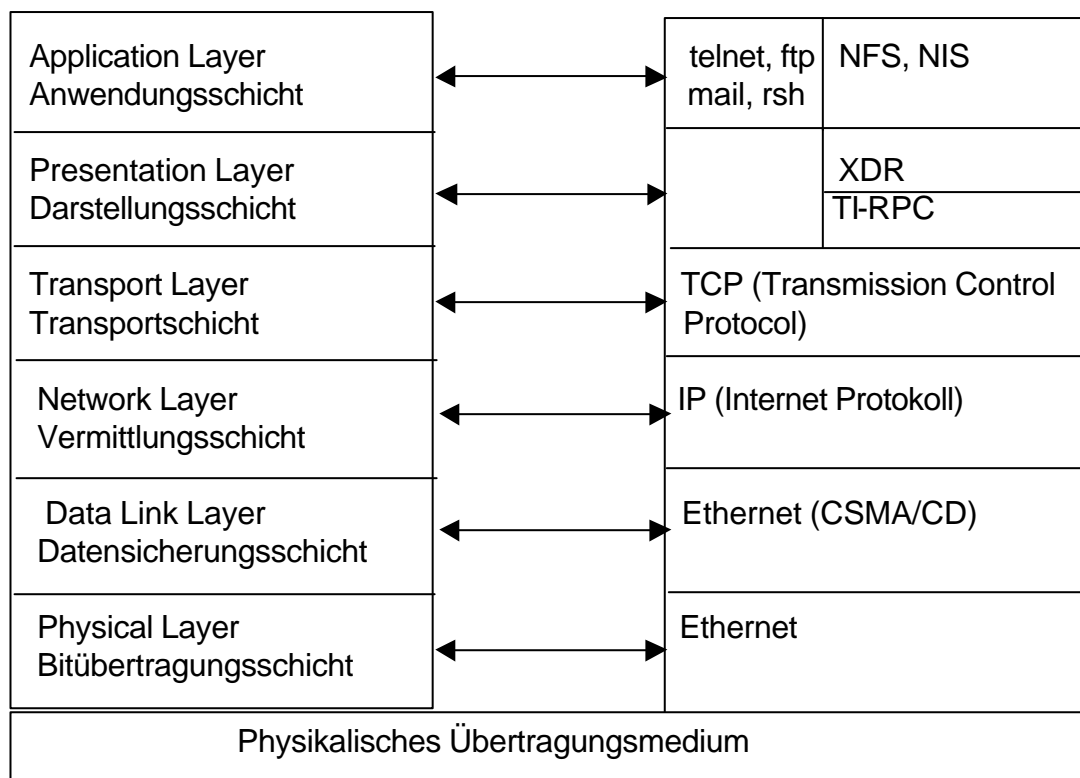 Application Layer
Anwendungsschicht
telnet, ftp
mail, rsh
NFS, NIS
Presentation Layer
Darstellungsschicht
XDR
TI-RPC
Transport Layer
Transportschicht
TCP (Transmission Control
Protocol)
Network Layer
Vermittlungsschicht
IP (Internet Protokoll)
Data Link Layer
Datensicherungsschicht
Ethernet (CSMA/CD)
Physical Layer
Bitübertragungsschicht
Ethernet
Physikalisches Übertragungsmedium